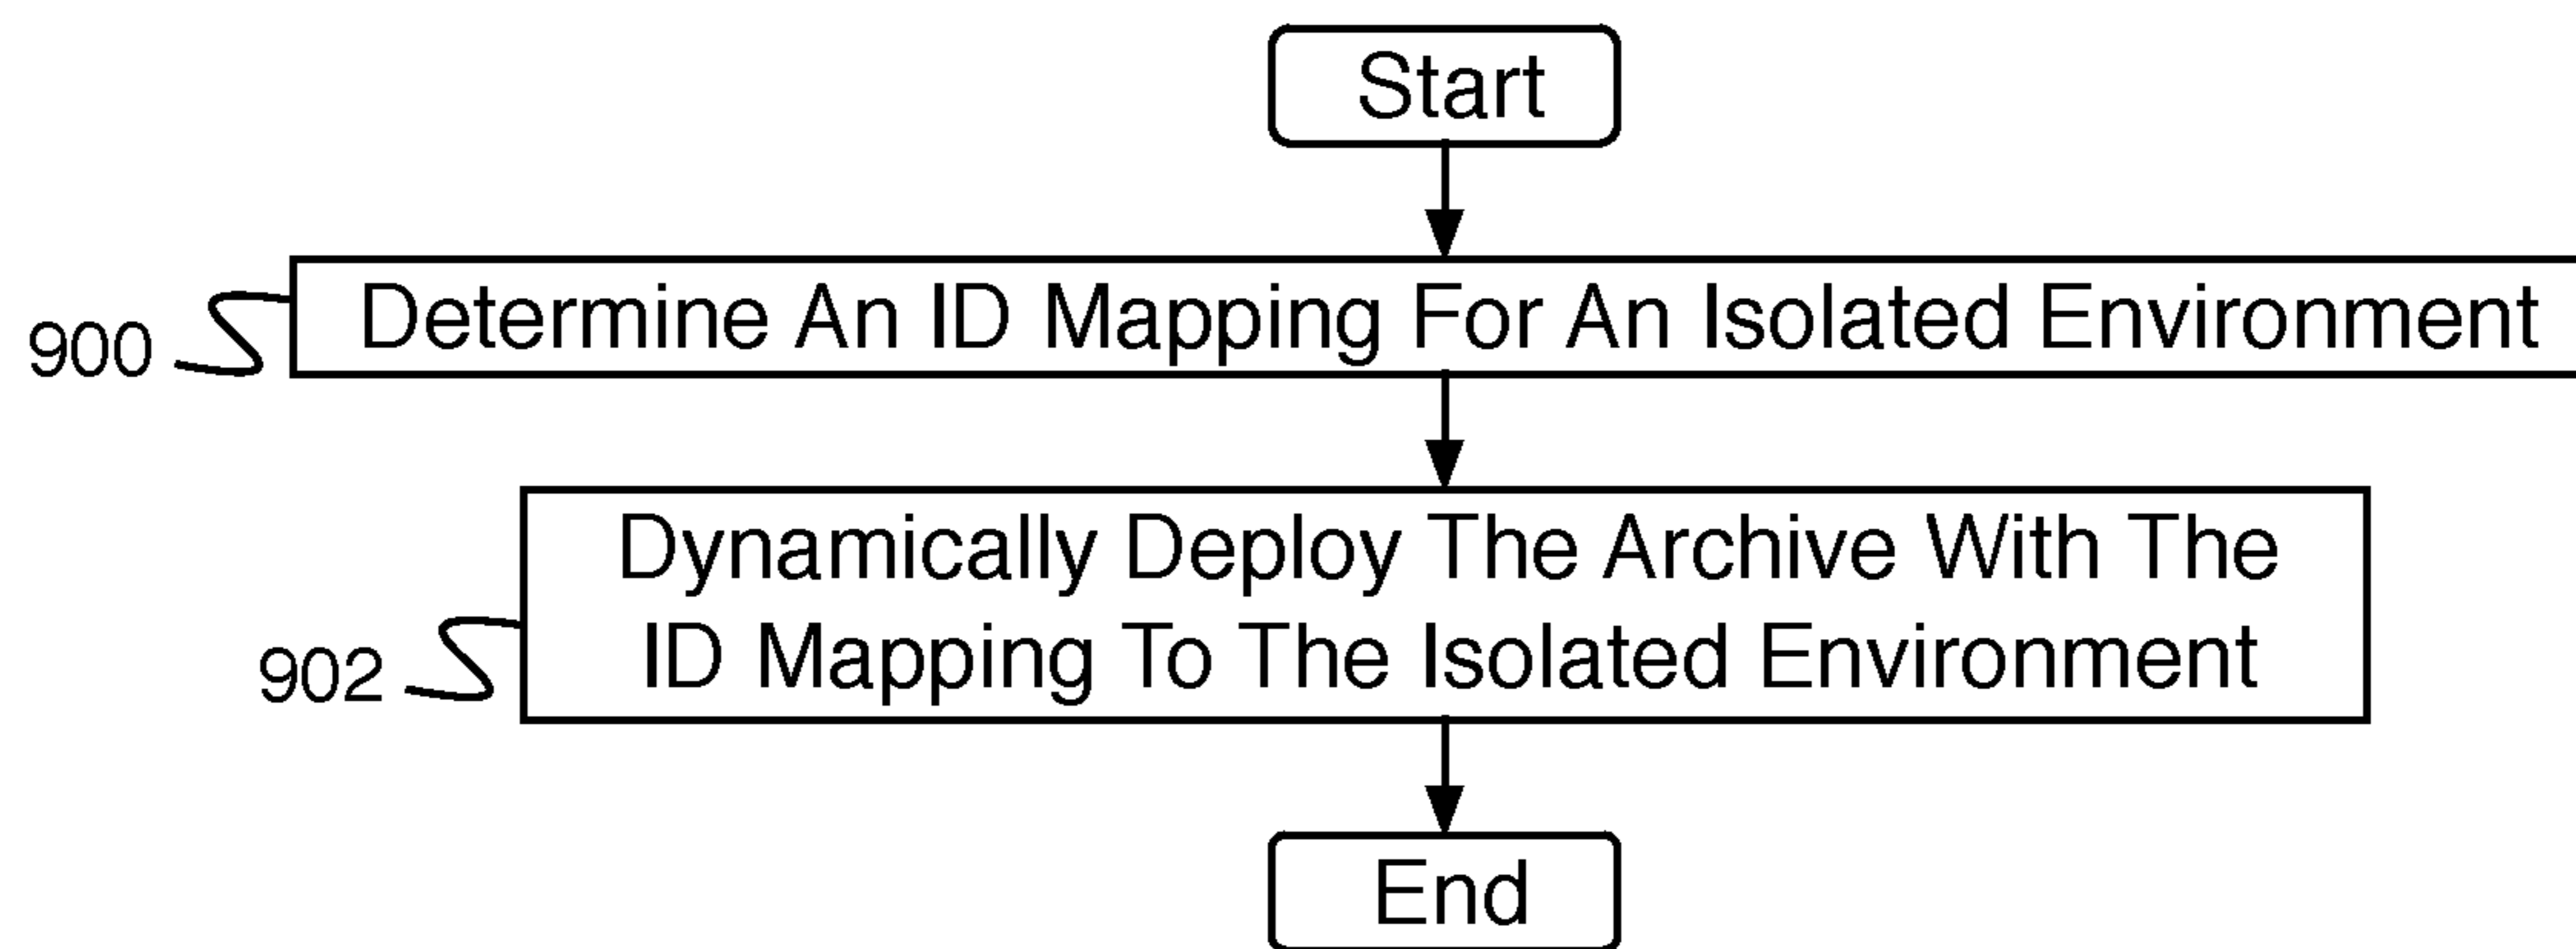 Start
900
Determine An ID Mapping For An Isolated Environment
Dynamically Deploy The Archive With The
ID Mapping To The Isolated Environment
902
End